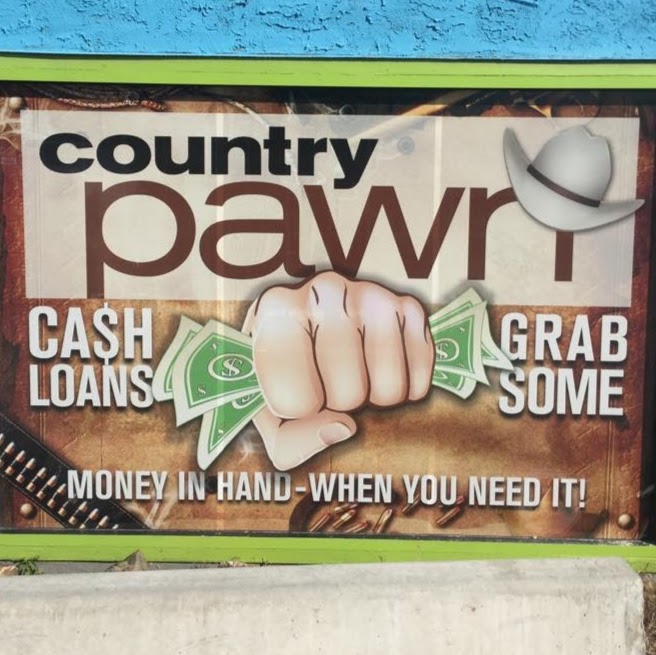 country
pawn
CA$H
LOANS
GRAB
SOME
MONEY IN HAND-WHEN YOU NEED IT!